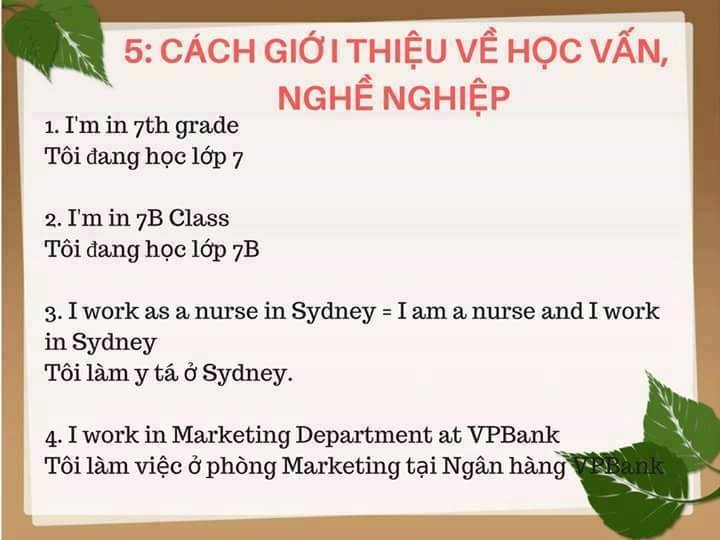 5: CÁCH GIỚI THIỆU VỀ HỌC VẤN,
NGHỀ NGHIỆP
1. I'm in 7th grade
Tôi đang học lớp 7
2. I'm in 7B Class
Tôi đang học lớp 7B
3. I work as a nurse in Sydney = I am a nurse and I work
in Sydney
Tôi làm y tá ở Sydney.
4. I work in Marketing Department at VPBank
Tôi làm việc ở phòng Marketing tại Ngân hàng VPBank